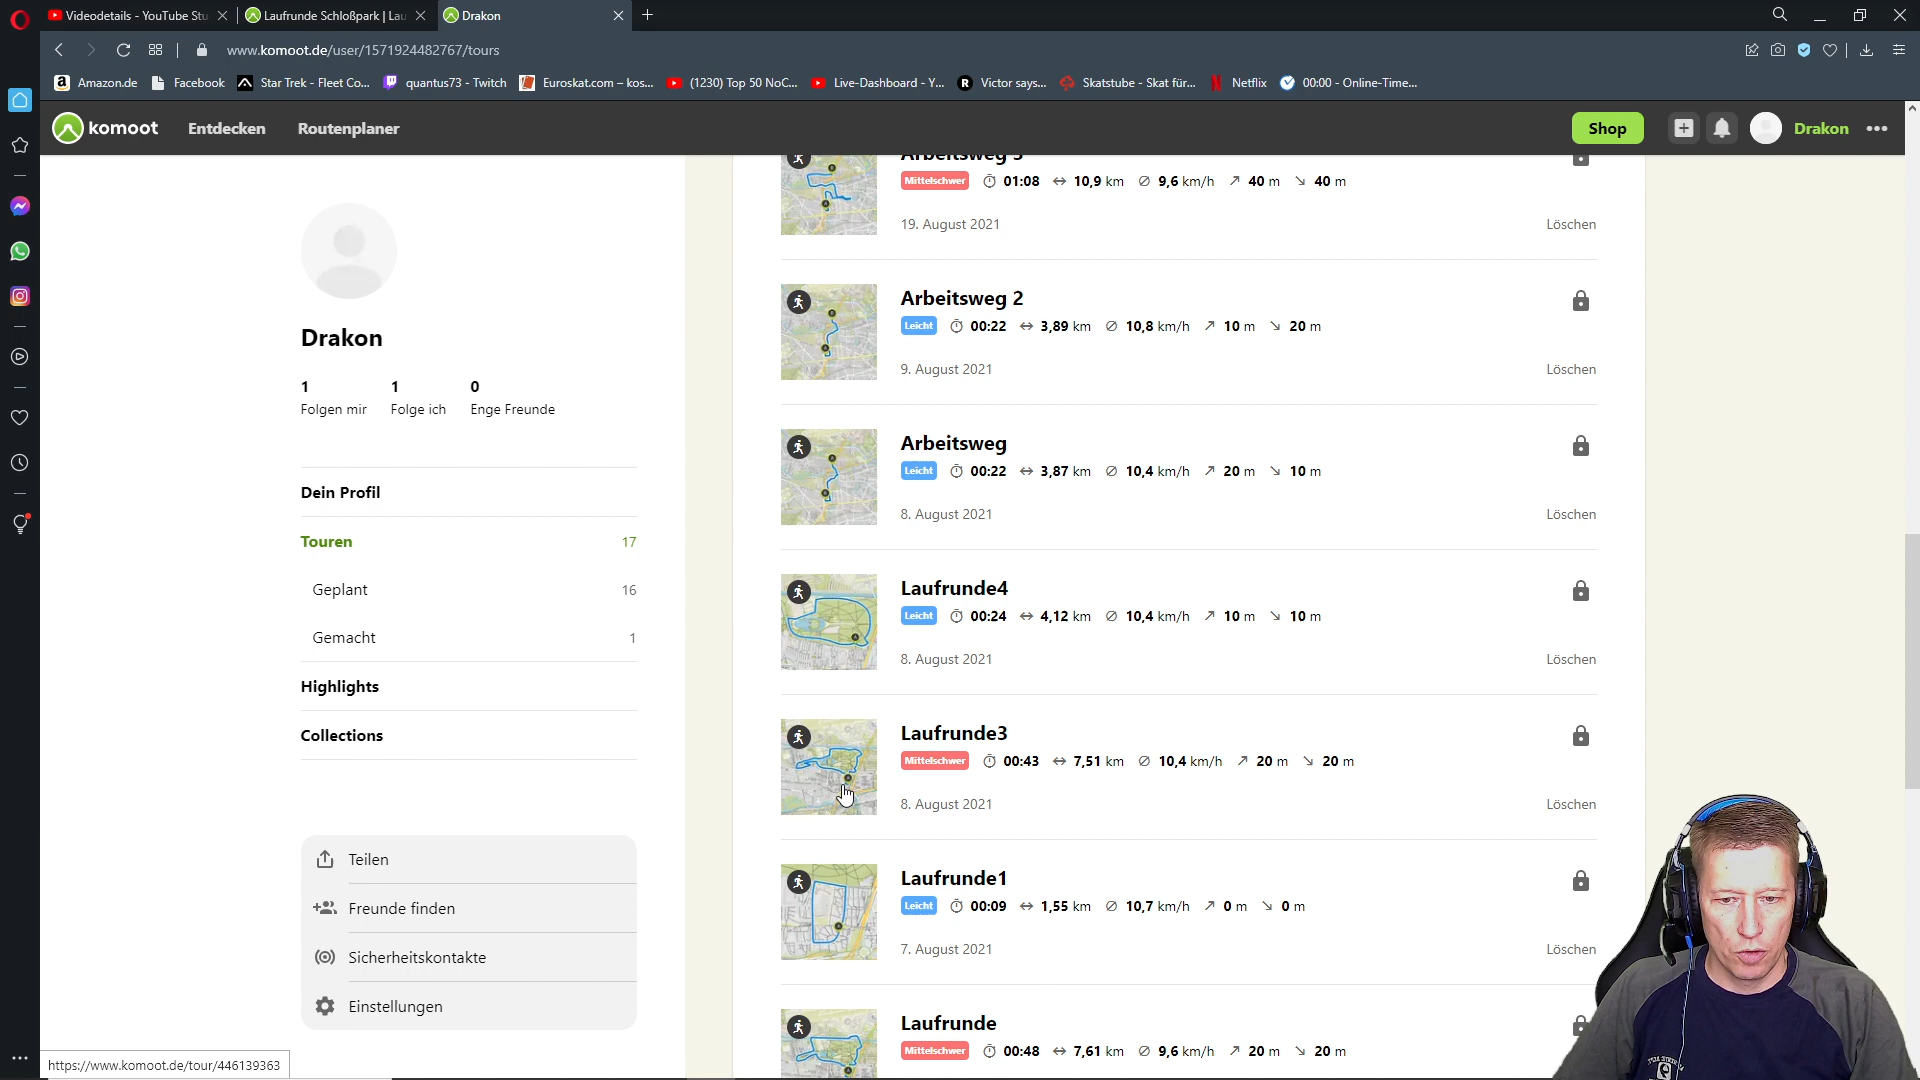 Videodetails - YouTube Stu
Laufrunde Schloßpark | Lau
Drakon
www.komoot.de/user/1571924482767/tours
Amazon.de
Facebook
Star Trek - Fleet Co...
quantus73 - Twitch
Euroskat.com – kos...
(1230) Top 50 NoC...
Live-Dashboard - Y...
Victor says...
Skatstube - Skat für...
Netflix
00:00 - Online-Time...
komoot
Entdecken
Routenplaner
Shop
Drakon
Drakon
1
1
0
Folgen mir
Folge ich
Enge Freunde
Dein Profil
Touren 17
Geplant 16
Gemacht 1
Highlights
Collections
Teilen
Freunde finden
Sicherheitskontakte
Einstellungen
https://www.komoot.de/tour/446139363
Arbeitsweg 3
Mittelschwer 01:08 10,9 km 9,6 km/h 40 m 40 m
19. August 2021 Löschen
Arbeitsweg 2
Leicht 00:22 3,89 km 10,8 km/h 10 m 20 m
9. August 2021 Löschen
Arbeitsweg
Leicht 00:22 3,87 km 10,4 km/h 20 m 10 m
8. August 2021 Löschen
Laufrunde4
Leicht 00:24 4,12 km 10,4 km/h 10 m 10 m
8. August 2021 Löschen
Laufrunde3
Mittelschwer 00:43 7,51 km 10,4 km/h 20 m 20 m
8. August 2021 Löschen
Laufrunde1
Leicht 00:09 1,55 km 10,7 km/h 0 m 0 m
7. August 2021 Löschen
Laufrunde
Mittelschwer 00:48 7,61 km 9,6 km/h 20 m 20 m